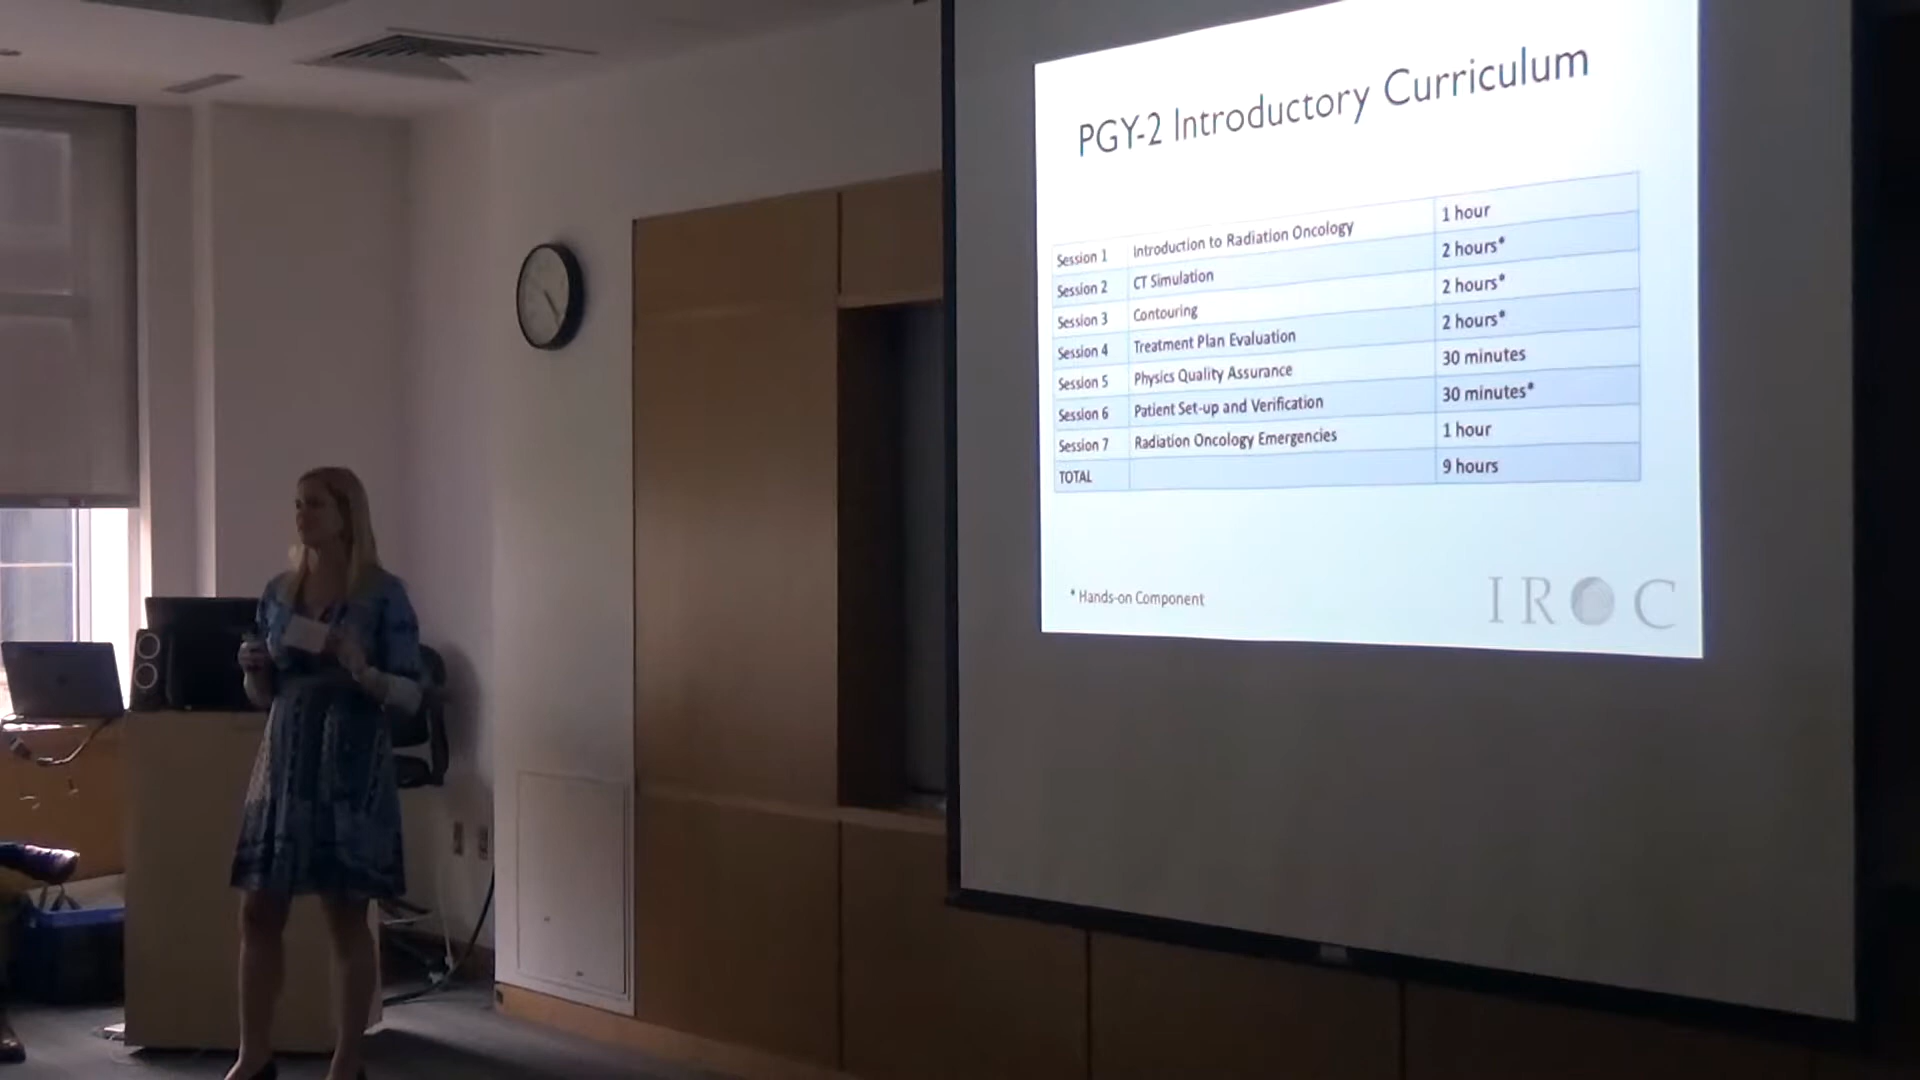 PGY-2 Introductory Curriculum
Session 1 Introduction to Radiation Oncology 1 hour
Session 2 CT Simulation 2 hours*
Session 3 Contouring 2 hours*
Session 4 Treatment Plan Evaluation 2 hours*
Session 5 Physics Quality Assurance 30 minutes
Session 6 Patient Set-up and Verification 30 minutes*
Session 7 Radiation Oncology Emergencies 1 hour
TOTAL 9 hours
* Hands-on Component
IROC